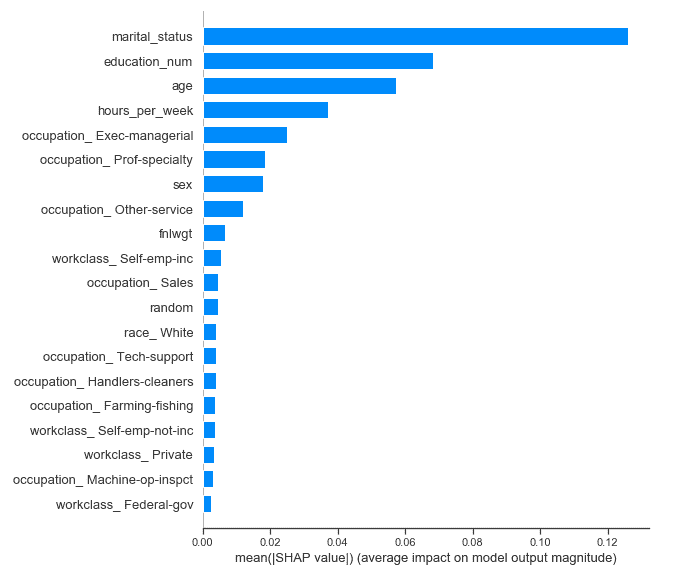 marital_status
education_num
age
hours_per_week
occupation_ Exec-managerial
occupation_ Prof-specialty
sex
occupation_ Other-service
fnlwgt
workclass_ Self-emp-inc
occupation_ Sales
random
race_ White
occupation_ Tech-support
occupation_ Handlers-cleaners
occupation_ Farming-fishing
workclass_ Self-emp-not-inc
workclass_ Private
occupation_ Machine-op-inspct
workclass_ Federal-gov
0.00 0.02 0.04 0.06 0.08 0.10 0.12
mean(|SHAP value|) (average impact on model output magnitude)